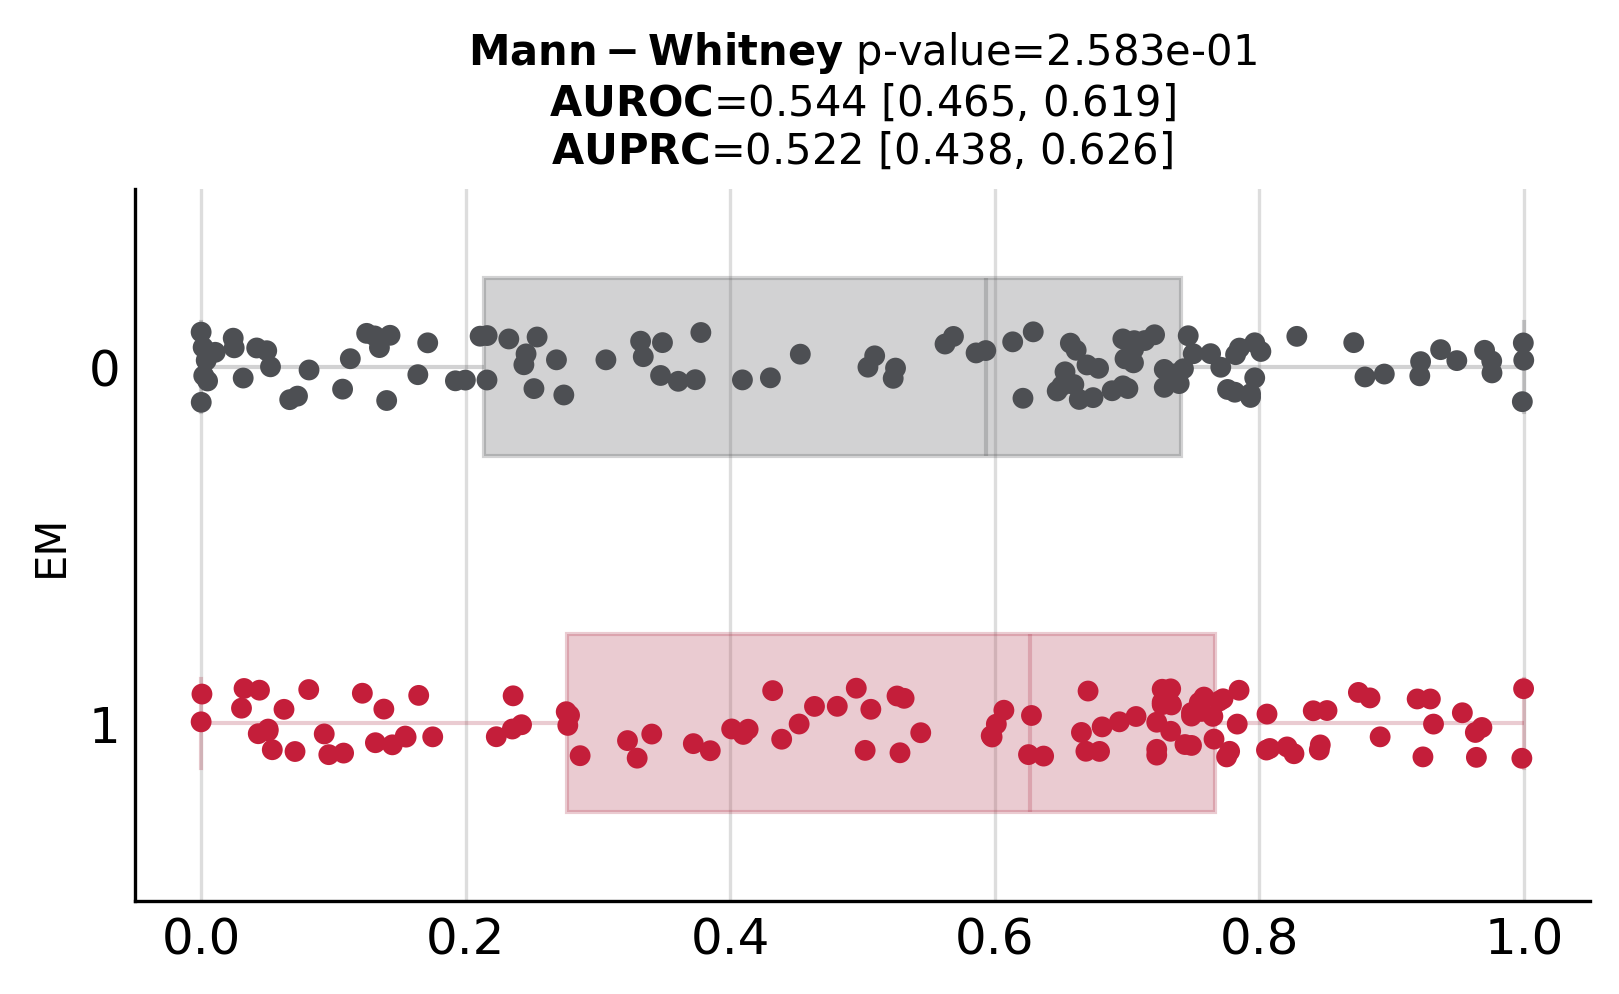 Mann − Whitney p-value=2.583e-01
AUROC=0.544 [0.465, 0.619]
AUPRC=0.522 [0.438, 0.626]
0
EM
1
0.0 0.2 0.4 0.6 0.8 1.0